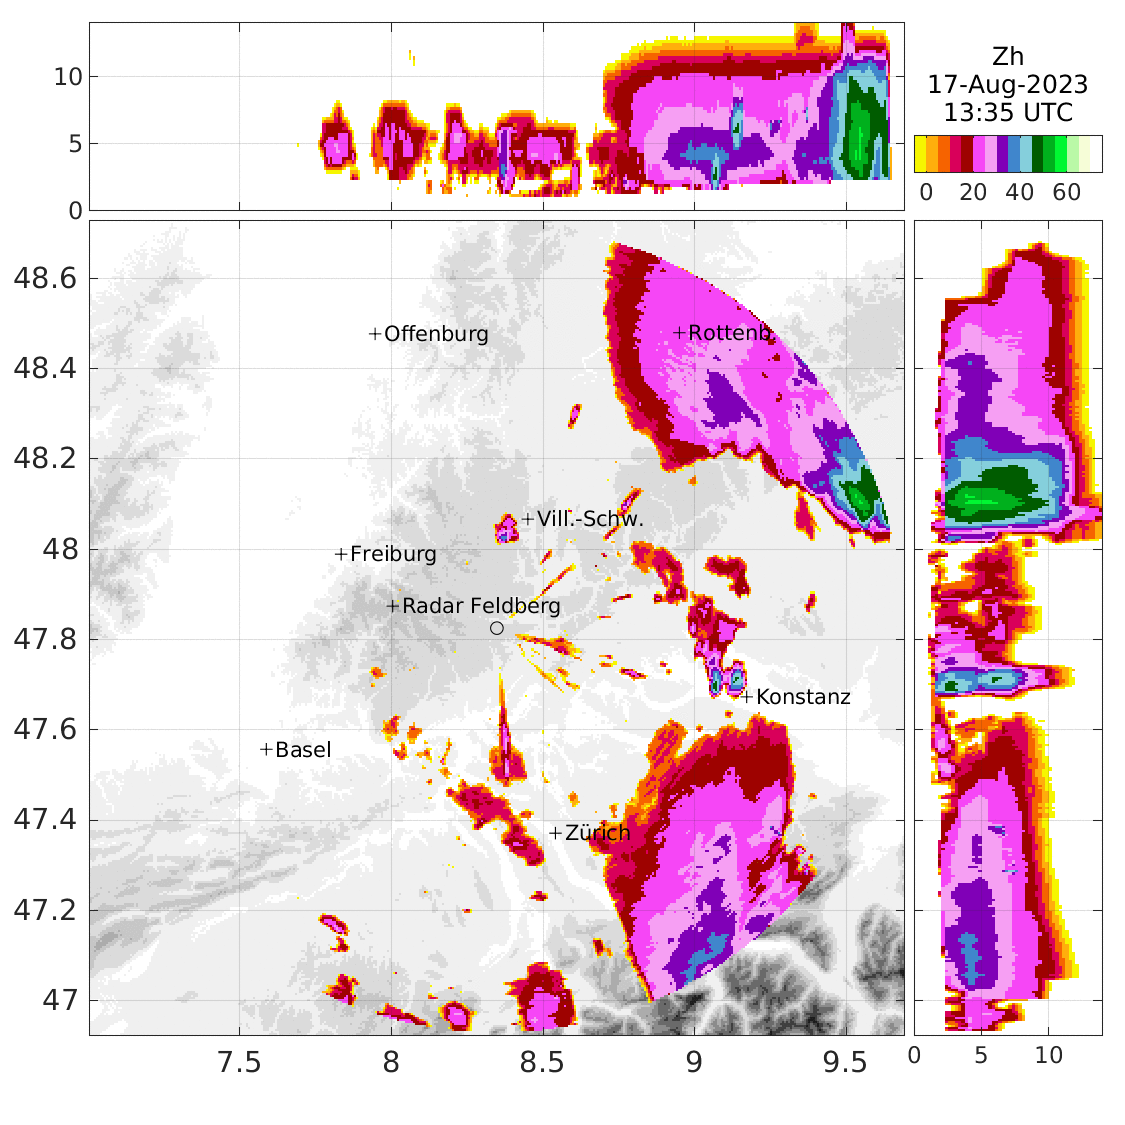 10
5
0
Zh
17-Aug-2023
13:35 UTC
0 20 40 60
48.6
48.4
48.2
48
47.8
47.6
47.4
47.2
47
+Offenburg
+Rottenb.
+Vill.-Schw.
+Freiburg
+Radar Feldberg
+Konstanz
+Basel
+Zürich
7.5 8 8.5 9 9.5
0 5 10